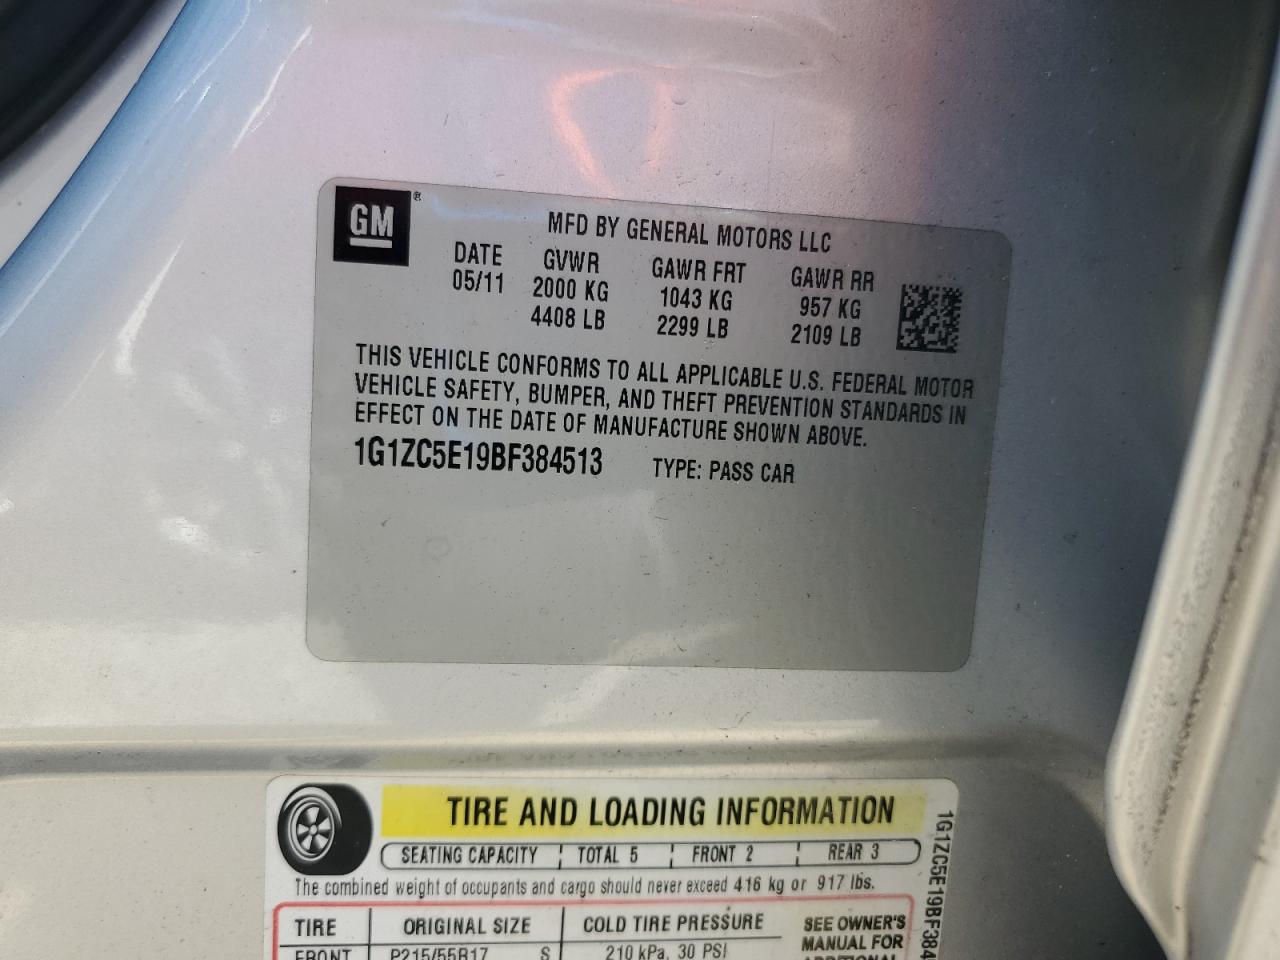 GM®
MFD BY GENERAL MOTORS LLC
DATE GVWR GAWR FRT GAWR RR
05/11 2000 KG 1043 KG 957 KG
4408 LB 2299 LB 2109 LB
THIS VEHICLE CONFORMS TO ALL APPLICABLE U.S. FEDERAL MOTOR
VEHICLE SAFETY, BUMPER, AND THEFT PREVENTION STANDARDS IN
EFFECT ON THE DATE OF MANUFACTURE SHOWN ABOVE.
1G1ZC5E19BF384513 TYPE: PASS CAR
TIRE AND LOADING INFORMATION
SEATING CAPACITY TOTAL 5 FRONT 2 REAR 3
The combined weight of occupants and cargo should never exceed 416 kg or 917 lbs.
TIRE ORIGINAL SIZE COLD TIRE PRESSURE
FRONT P215/55R17 S 210 kPa, 30 PSI
SEE OWNER'S
MANUAL FOR
ADDITIONAL
1G1ZC5E19BF384